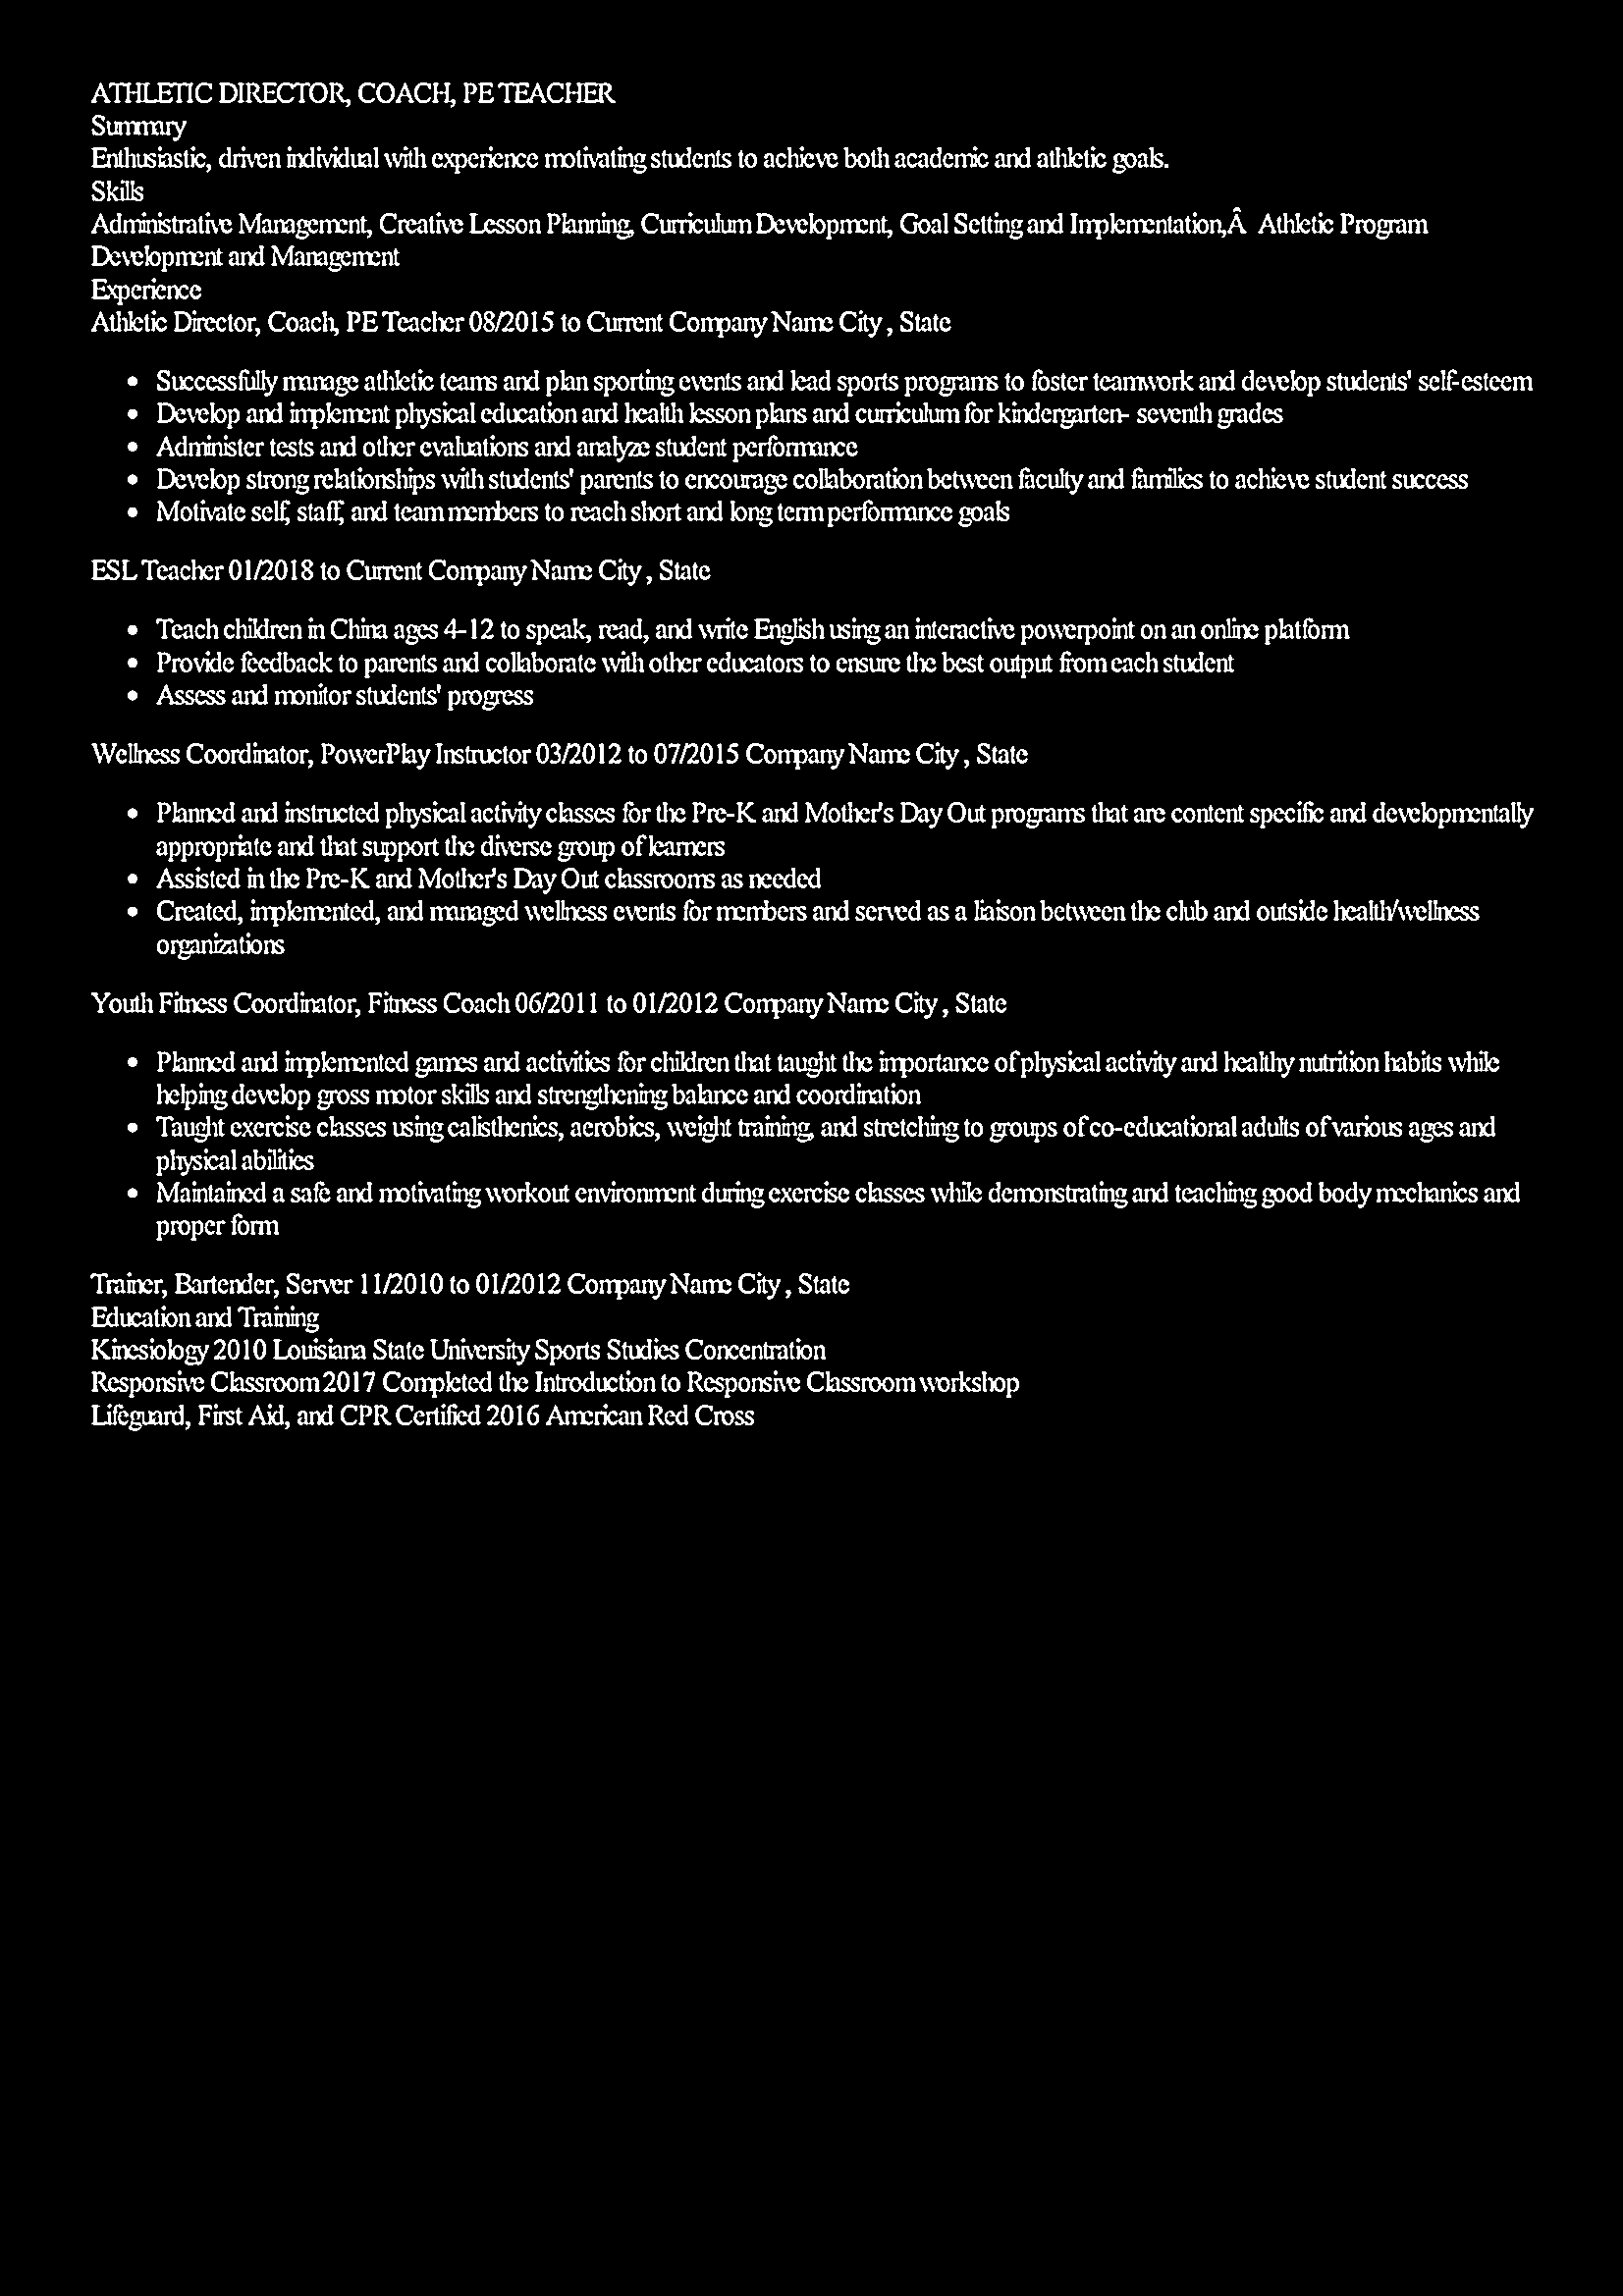 ATHLETIC DIRECTOR, COACH, PE TEACHER
Summary
Enthusiastic, driven individual with experience motivating students to achieve both academic and athletic goals.
Skills
Administrative Management, Creative Lesson Planning, Curriculum Development, Goal Setting and Implementation,Â  Athletic Program
Development and Management
Experience
Athletic Director, Coach, PE Teacher 08/2015 to Current Company Name City , State
• Successfully manage athletic teams and plan sporting events and lead sports programs to foster teamwork and develop students' self-esteem
• Develop and implement physical education and health lesson plans and curriculum for kindergarten- seventh grades
• Administer tests and other evaluations and analyze student performance
• Develop strong relationships with students' parents to encourage collaboration between faculty and families to achieve student success
• Motivate self, staff, and team members to reach short and long term performance goals
ESL Teacher 01/2018 to Current Company Name City , State
• Teach children in China ages 4-12 to speak, read, and write English using an interactive powerpoint on an online platform
• Provide feedback to parents and collaborate with other educators to ensure the best output from each student
• Assess and monitor students' progress
Wellness Coordinator, PowerPlay Instructor 03/2012 to 07/2015 Company Name City , State
• Planned and instructed physical activity classes for the Pre-K and Mother's Day Out programs that are content specific and developmentally
appropriate and that support the diverse group of learners
• Assisted in the Pre-K and Mother's Day Out classrooms as needed
• Created, implemented, and managed wellness events for members and served as a liaison between the club and outside health/wellness
organizations
Youth Fitness Coordinator, Fitness Coach 06/2011 to 01/2012 Company Name City , State
• Planned and implemented games and activities for children that taught the importance of physical activity and healthy nutrition habits while
helping develop gross motor skills and strengthening balance and coordination
• Taught exercise classes using calisthenics, aerobics, weight training, and stretching to groups of co-educational adults of various ages and
physical abilities
• Maintained a safe and motivating workout environment during exercise classes while demonstrating and teaching good body mechanics and
proper form
Trainer, Bartender, Server 11/2010 to 01/2012 Company Name City , State
Education and Training
Kinesiology 2010 Louisiana State University Sports Studies Concentration
Responsive Classroom 2017 Completed the Introduction to Responsive Classroom workshop
Lifeguard, First Aid, and CPR Certified 2016 American Red Cross